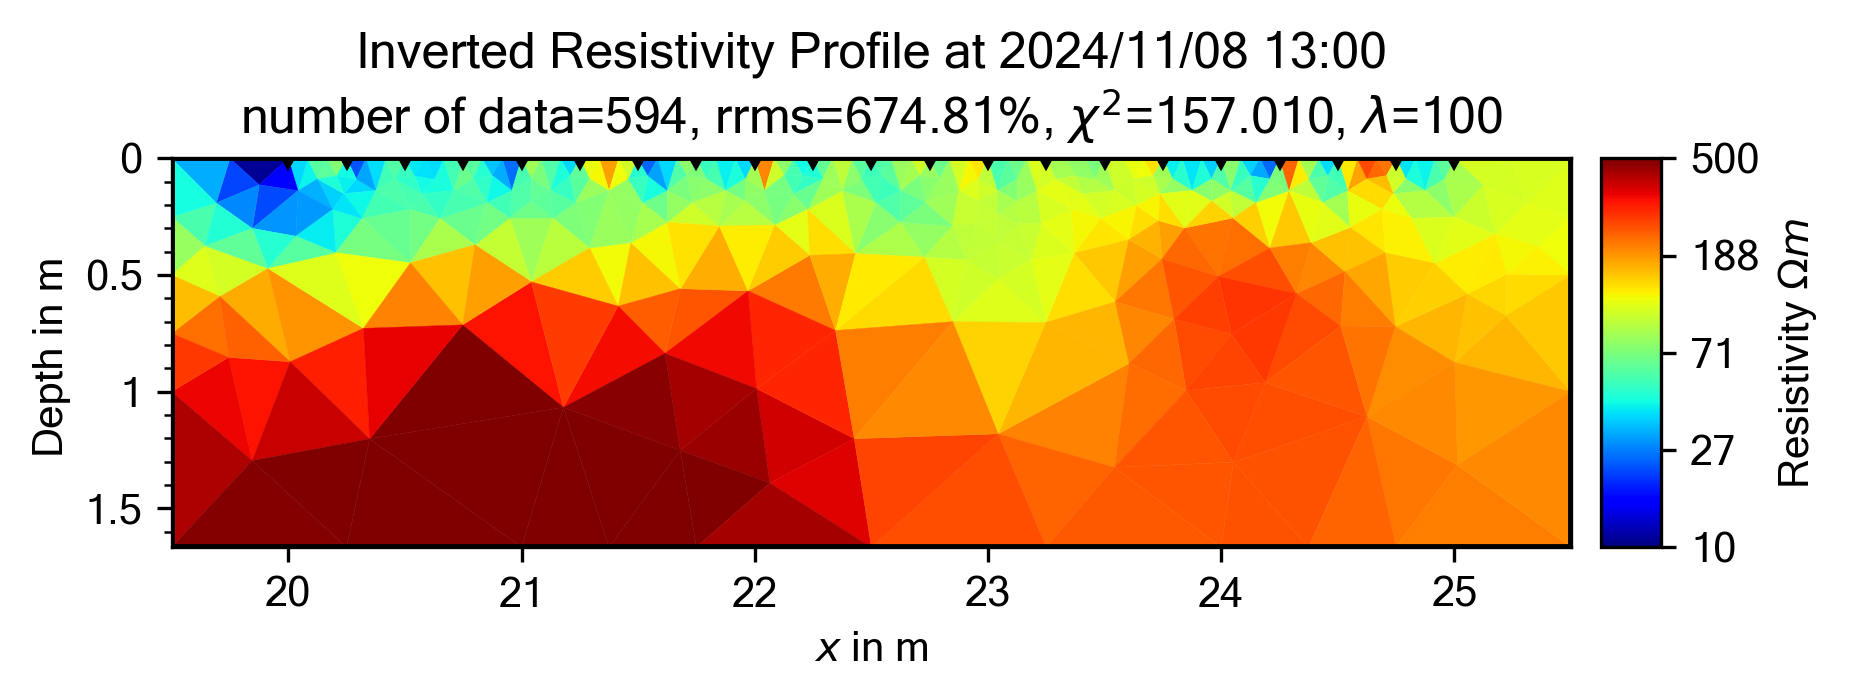 Inverted Resistivity Profile at 2024/11/08 13:00
number of data=594, rrms=674.81%, χ²=157.010, λ=100
0
0.5
1
1.5
Depth in m
20 21 22 23 24 25
x in m
500
188
71
27
10
Resistivity Ωm